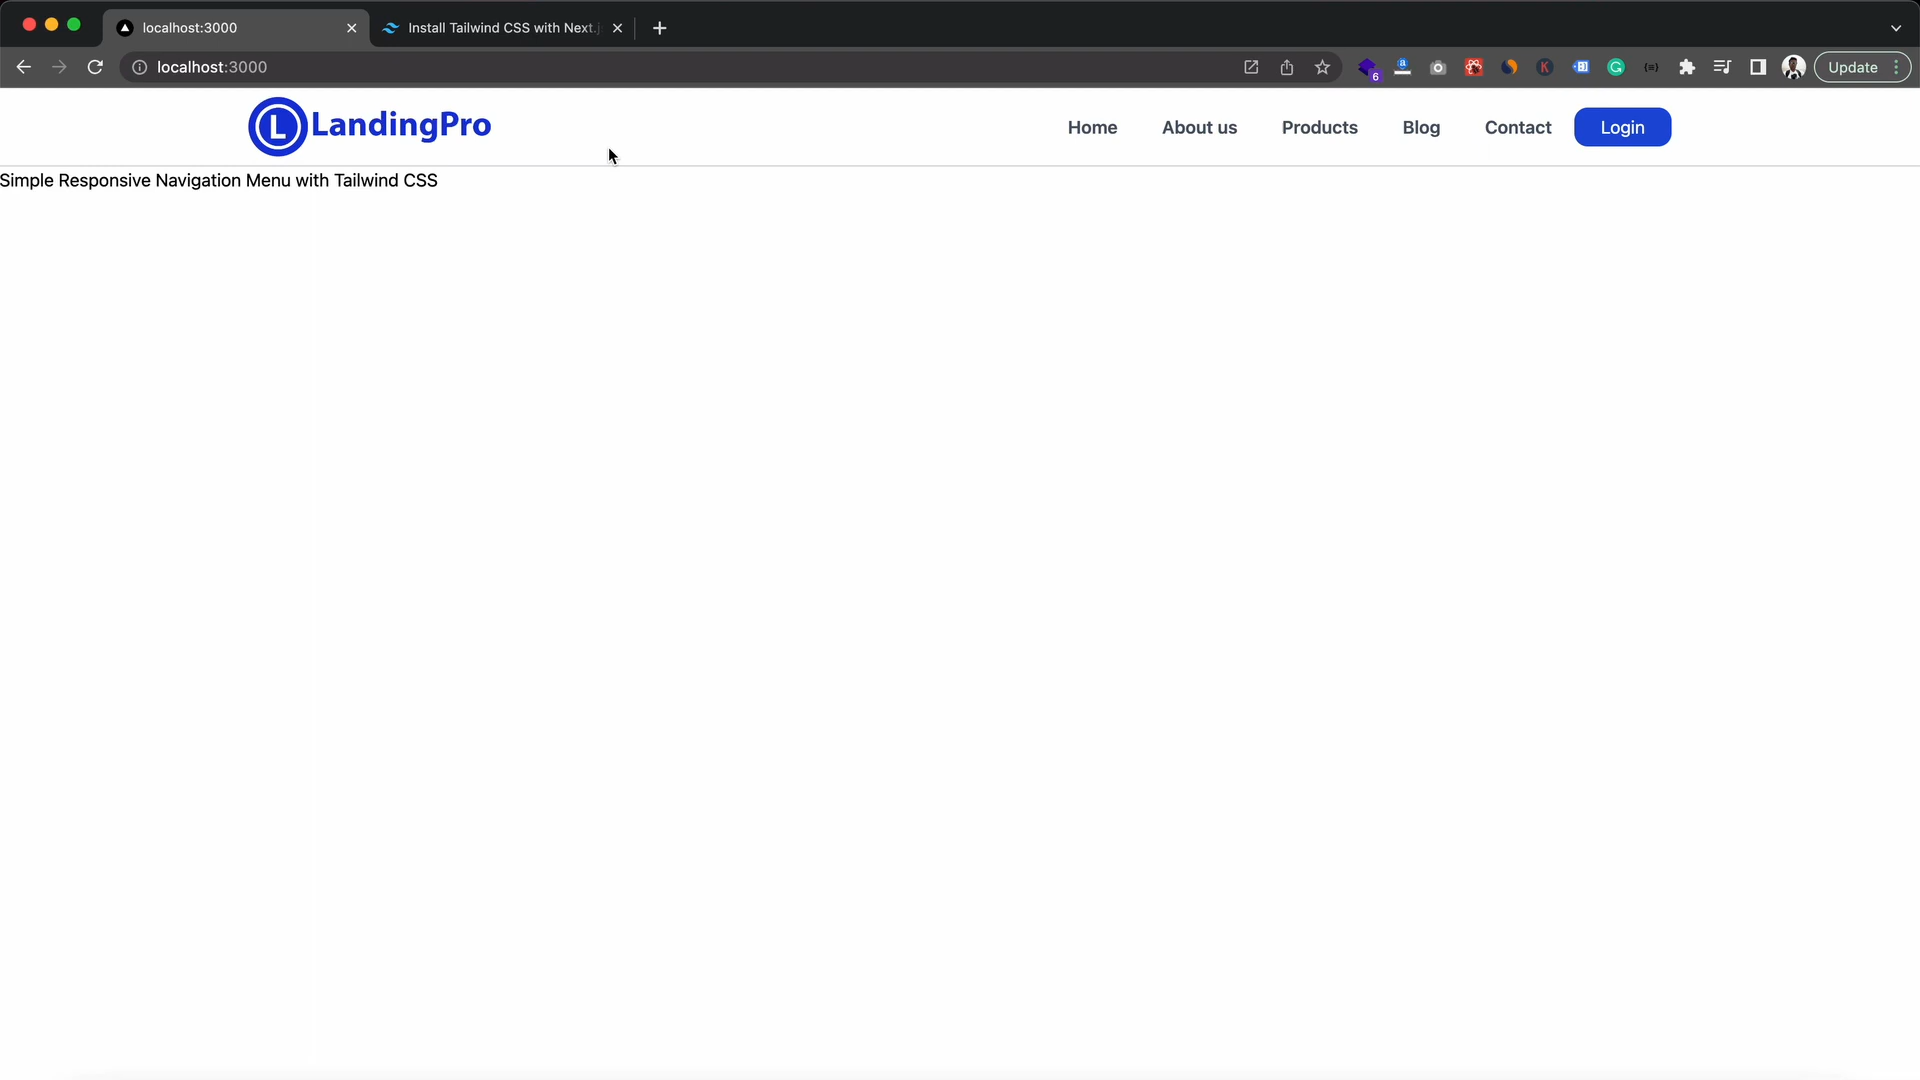 localhost:3000
Install Tailwind CSS with Next.j
localhost:3000
6
a
K
G
Update
L LandingPro
Home
About us
Products
Blog
Contact
Login
Simple Responsive Navigation Menu with Tailwind CSS